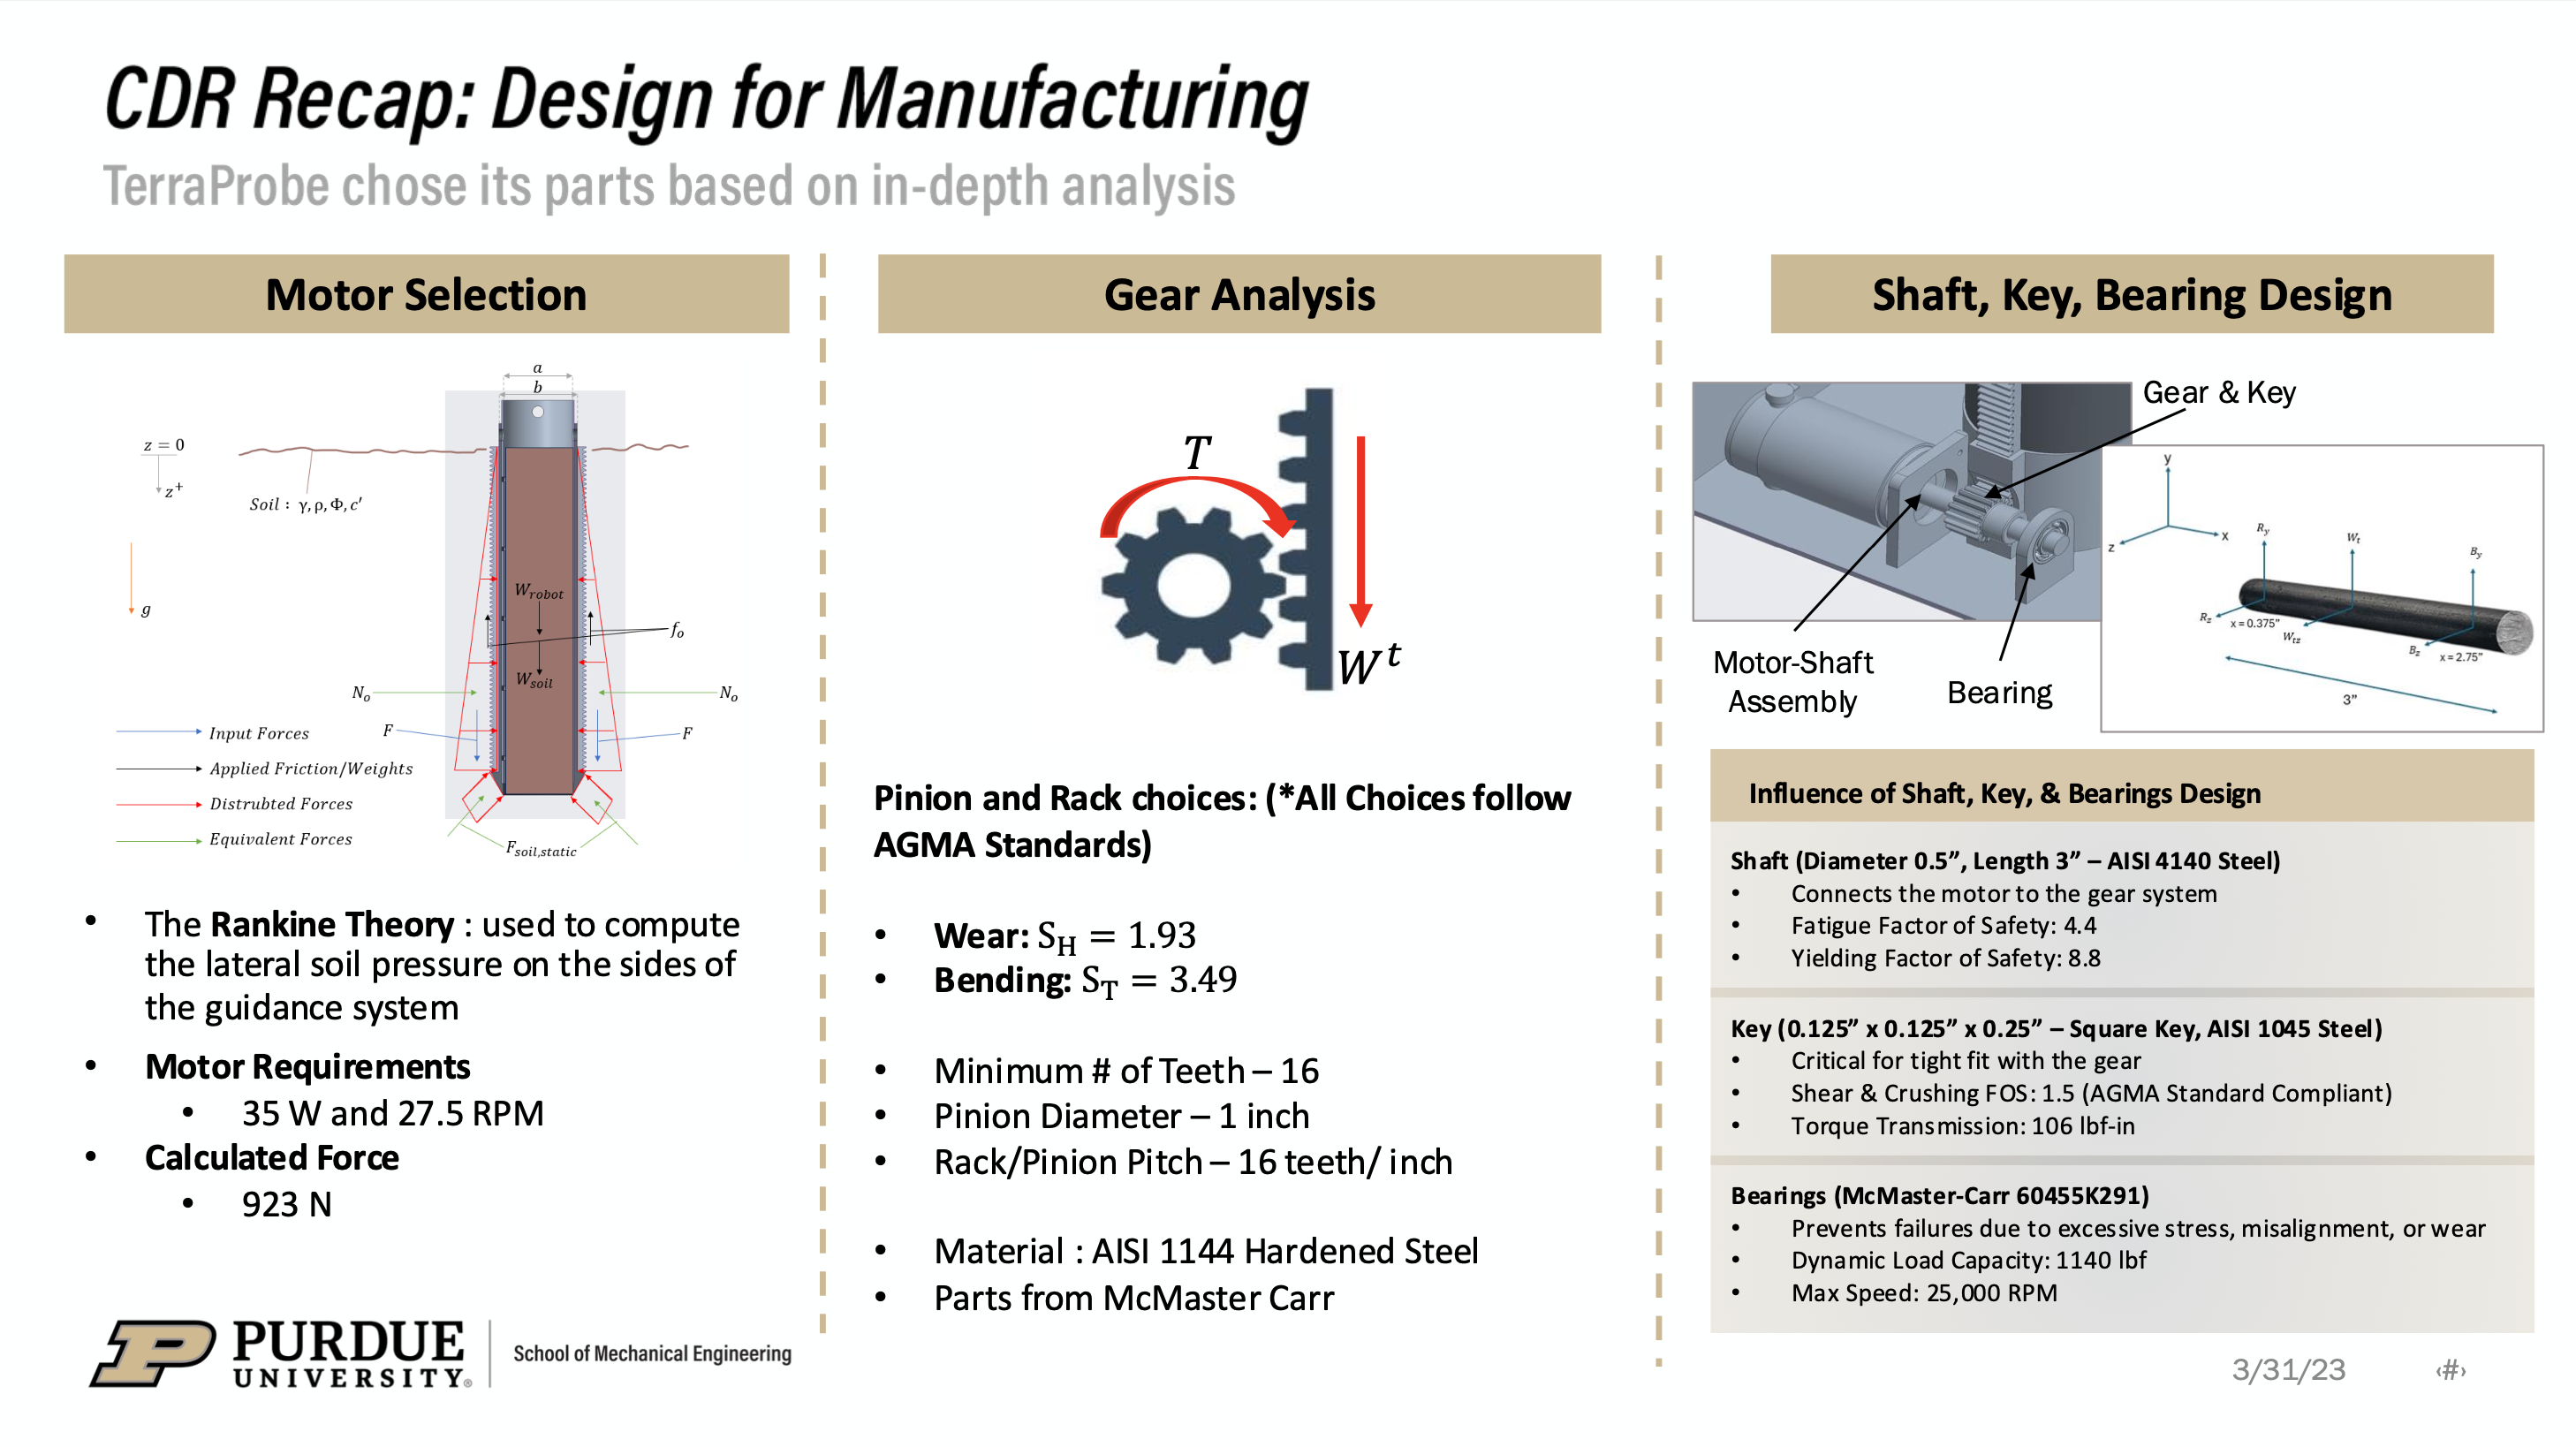 CDR Recap: Design for Manufacturing
TerraProbe chose its parts based on in-depth analysis
Motor Selection
a
b
z = 0
z⁺
Soil : γ, ρ, Φ, c′
g
W_robot
f_o
W_soil
N_o
N_o
F
F
Input Forces
Applied Friction/Weights
Distrubted Forces
Equivalent Forces
F_soil,static
• The Rankine Theory : used to compute
the lateral soil pressure on the sides of
the guidance system
• Motor Requirements
• 35 W and 27.5 RPM
• Calculated Force
• 923 N
Gear Analysis
T
W^t
Pinion and Rack choices: (*All Choices follow
AGMA Standards)
• Wear: S_H = 1.93
• Bending: S_T = 3.49
• Minimum # of Teeth – 16
• Pinion Diameter – 1 inch
• Rack/Pinion Pitch – 16 teeth/ inch
• Material : AISI 1144 Hardened Steel
• Parts from McMaster Carr
Shaft, Key, Bearing Design
Gear & Key
Motor-Shaft
Assembly
Bearing
y
x
z
R_y
W_t
B_y
R_z
x = 0.375”
W_tz
B_z
x = 2.75”
3”
Influence of Shaft, Key, & Bearings Design
Shaft (Diameter 0.5”, Length 3” – AISI 4140 Steel)
• Connects the motor to the gear system
• Fatigue Factor of Safety: 4.4
• Yielding Factor of Safety: 8.8
Key (0.125” x 0.125” x 0.25” – Square Key, AISI 1045 Steel)
• Critical for tight fit with the gear
• Shear & Crushing FOS: 1.5 (AGMA Standard Compliant)
• Torque Transmission: 106 lbf-in
Bearings (McMaster-Carr 60455K291)
• Prevents failures due to excessive stress, misalignment, or wear
• Dynamic Load Capacity: 1140 lbf
• Max Speed: 25,000 RPM
PURDUE
UNIVERSITY®
School of Mechanical Engineering
3/31/23
‹#›